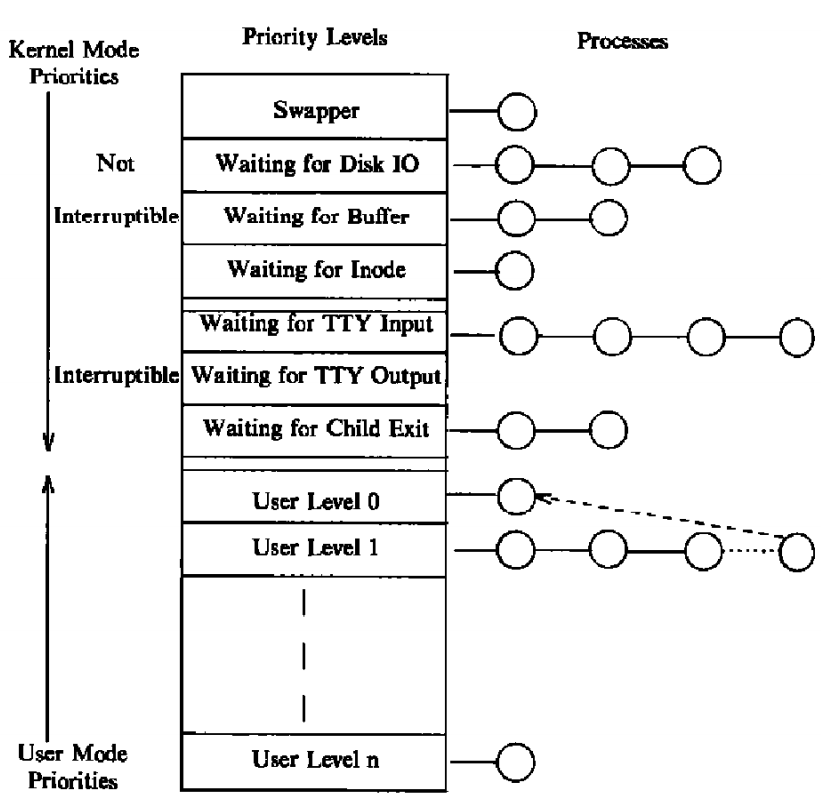 Kernel Mode
Priorities
Priority Levels
Processes
Swapper
Not
Waiting for Disk IO
Interruptible
Waiting for Buffer
Waiting for Inode
Waiting for TTY Input
Interruptible
Waiting for TTY Output
Waiting for Child Exit
User Level 0
User Level 1
User Level n
User Mode
Priorities